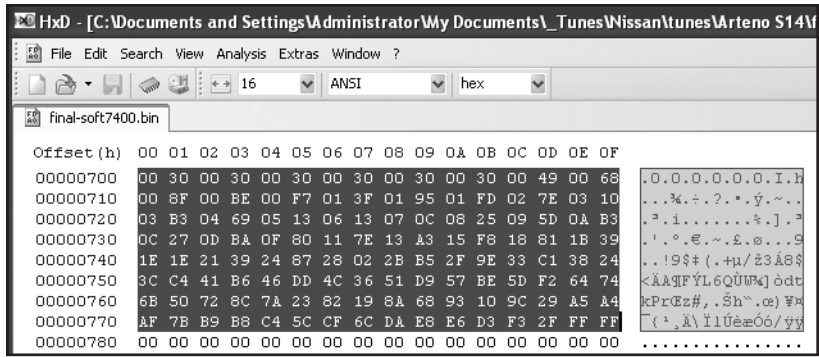 HxD - [C:\Documents and Settings\Administrator\My Documents\_Tunes\Nissan\tunes\Arteno S14\f
File Edit Search View Analysis Extras Window ?
16 ANSI hex
final-soft7400.bin
Offset(h) 00 01 02 03 04 05 06 07 08 09 0A 0B 0C 0D 0E 0F
00000700 00 30 00 30 00 30 00 30 00 30 00 30 00 49 00 68 .0.0.0.0.0.0.I.h
00000710 00 8F 00 BE 00 F7 01 3F 01 95 01 FD 02 7E 03 10 ...¾.÷.?.•.ý.~..
00000720 03 B3 04 69 05 13 06 13 07 0C 08 25 09 5D 0A B3 .³.i.......%.].³
00000730 0C 27 0D BA 0F 80 11 7E 13 A3 15 F8 18 81 1B 39 .'.º.€.~.£.ø...9
00000740 1E 1E 21 39 24 87 28 02 2B B5 2F 9E 33 C1 38 24 ..!9$‡(.+µ/ž3Á8$
00000750 3C C4 41 B6 46 DD 4C 36 51 D9 57 BE 5D F2 64 74 <ÄA¶FÝL6QÙW¾]òdt
00000760 6B 50 72 8C 7A 23 82 19 8A 68 93 10 9C 29 A5 A4 kPrŒz#‚.Šh“.œ)¥¤
00000770 AF 7B B9 B8 C4 5C CF 6C DA E8 E6 D3 F3 2F FF FF ¯{¹¸Ä\ÏlÚèæÓó/ÿÿ
00000780 00 00 00 00 00 00 00 00 00 00 00 00 00 00 00 00 ................